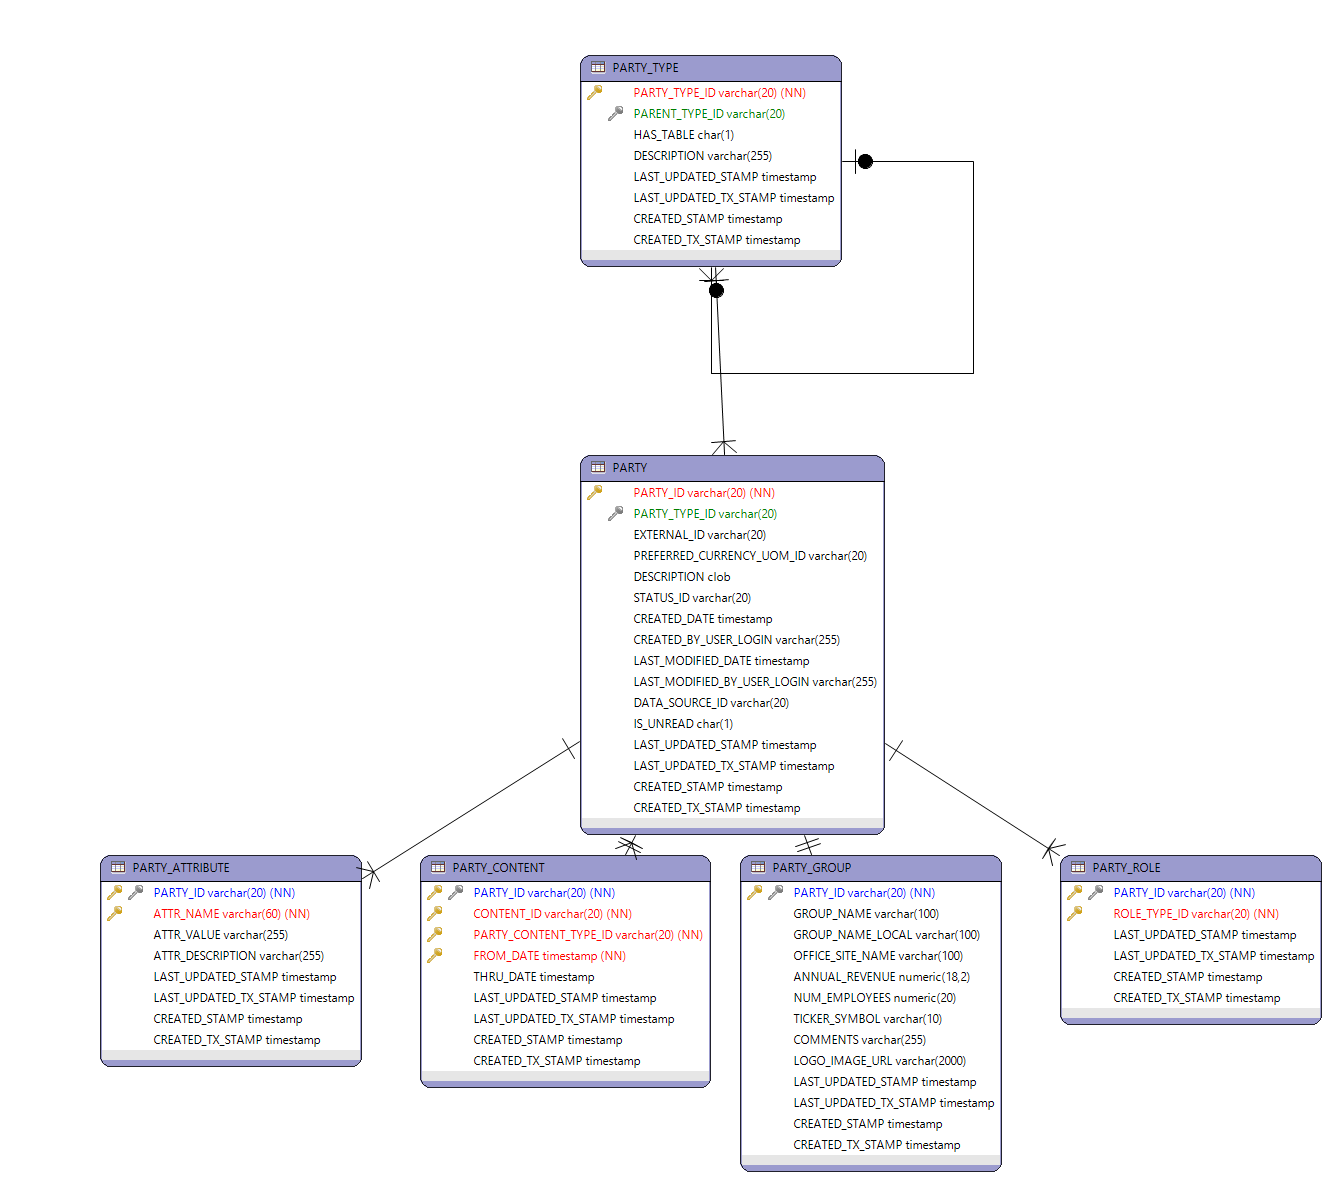 PARTY_TYPE
PARTY_TYPE_ID varchar(20) (NN)
PARENT_TYPE_ID varchar(20)
HAS_TABLE char(1)
DESCRIPTION varchar(255)
LAST_UPDATED_STAMP timestamp
LAST_UPDATED_TX_STAMP timestamp
CREATED_STAMP timestamp
CREATED_TX_STAMP timestamp
PARTY
PARTY_ID varchar(20) (NN)
PARTY_TYPE_ID varchar(20)
EXTERNAL_ID varchar(20)
PREFERRED_CURRENCY_UOM_ID varchar(20)
DESCRIPTION clob
STATUS_ID varchar(20)
CREATED_DATE timestamp
CREATED_BY_USER_LOGIN varchar(255)
LAST_MODIFIED_DATE timestamp
LAST_MODIFIED_BY_USER_LOGIN varchar(255)
DATA_SOURCE_ID varchar(20)
IS_UNREAD char(1)
LAST_UPDATED_STAMP timestamp
LAST_UPDATED_TX_STAMP timestamp
CREATED_STAMP timestamp
CREATED_TX_STAMP timestamp
PARTY_ATTRIBUTE
PARTY_ID varchar(20) (NN)
ATTR_NAME varchar(60) (NN)
ATTR_VALUE varchar(255)
ATTR_DESCRIPTION varchar(255)
LAST_UPDATED_STAMP timestamp
LAST_UPDATED_TX_STAMP timestamp
CREATED_STAMP timestamp
CREATED_TX_STAMP timestamp
PARTY_CONTENT
PARTY_ID varchar(20) (NN)
CONTENT_ID varchar(20) (NN)
PARTY_CONTENT_TYPE_ID varchar(20) (NN)
FROM_DATE timestamp (NN)
THRU_DATE timestamp
LAST_UPDATED_STAMP timestamp
LAST_UPDATED_TX_STAMP timestamp
CREATED_STAMP timestamp
CREATED_TX_STAMP timestamp
PARTY_GROUP
PARTY_ID varchar(20) (NN)
GROUP_NAME varchar(100)
GROUP_NAME_LOCAL varchar(100)
OFFICE_SITE_NAME varchar(100)
ANNUAL_REVENUE numeric(18,2)
NUM_EMPLOYEES numeric(20)
TICKER_SYMBOL varchar(10)
COMMENTS varchar(255)
LOGO_IMAGE_URL varchar(2000)
LAST_UPDATED_STAMP timestamp
LAST_UPDATED_TX_STAMP timestamp
CREATED_STAMP timestamp
CREATED_TX_STAMP timestamp
PARTY_ROLE
PARTY_ID varchar(20) (NN)
ROLE_TYPE_ID varchar(20) (NN)
LAST_UPDATED_STAMP timestamp
LAST_UPDATED_TX_STAMP timestamp
CREATED_STAMP timestamp
CREATED_TX_STAMP timestamp